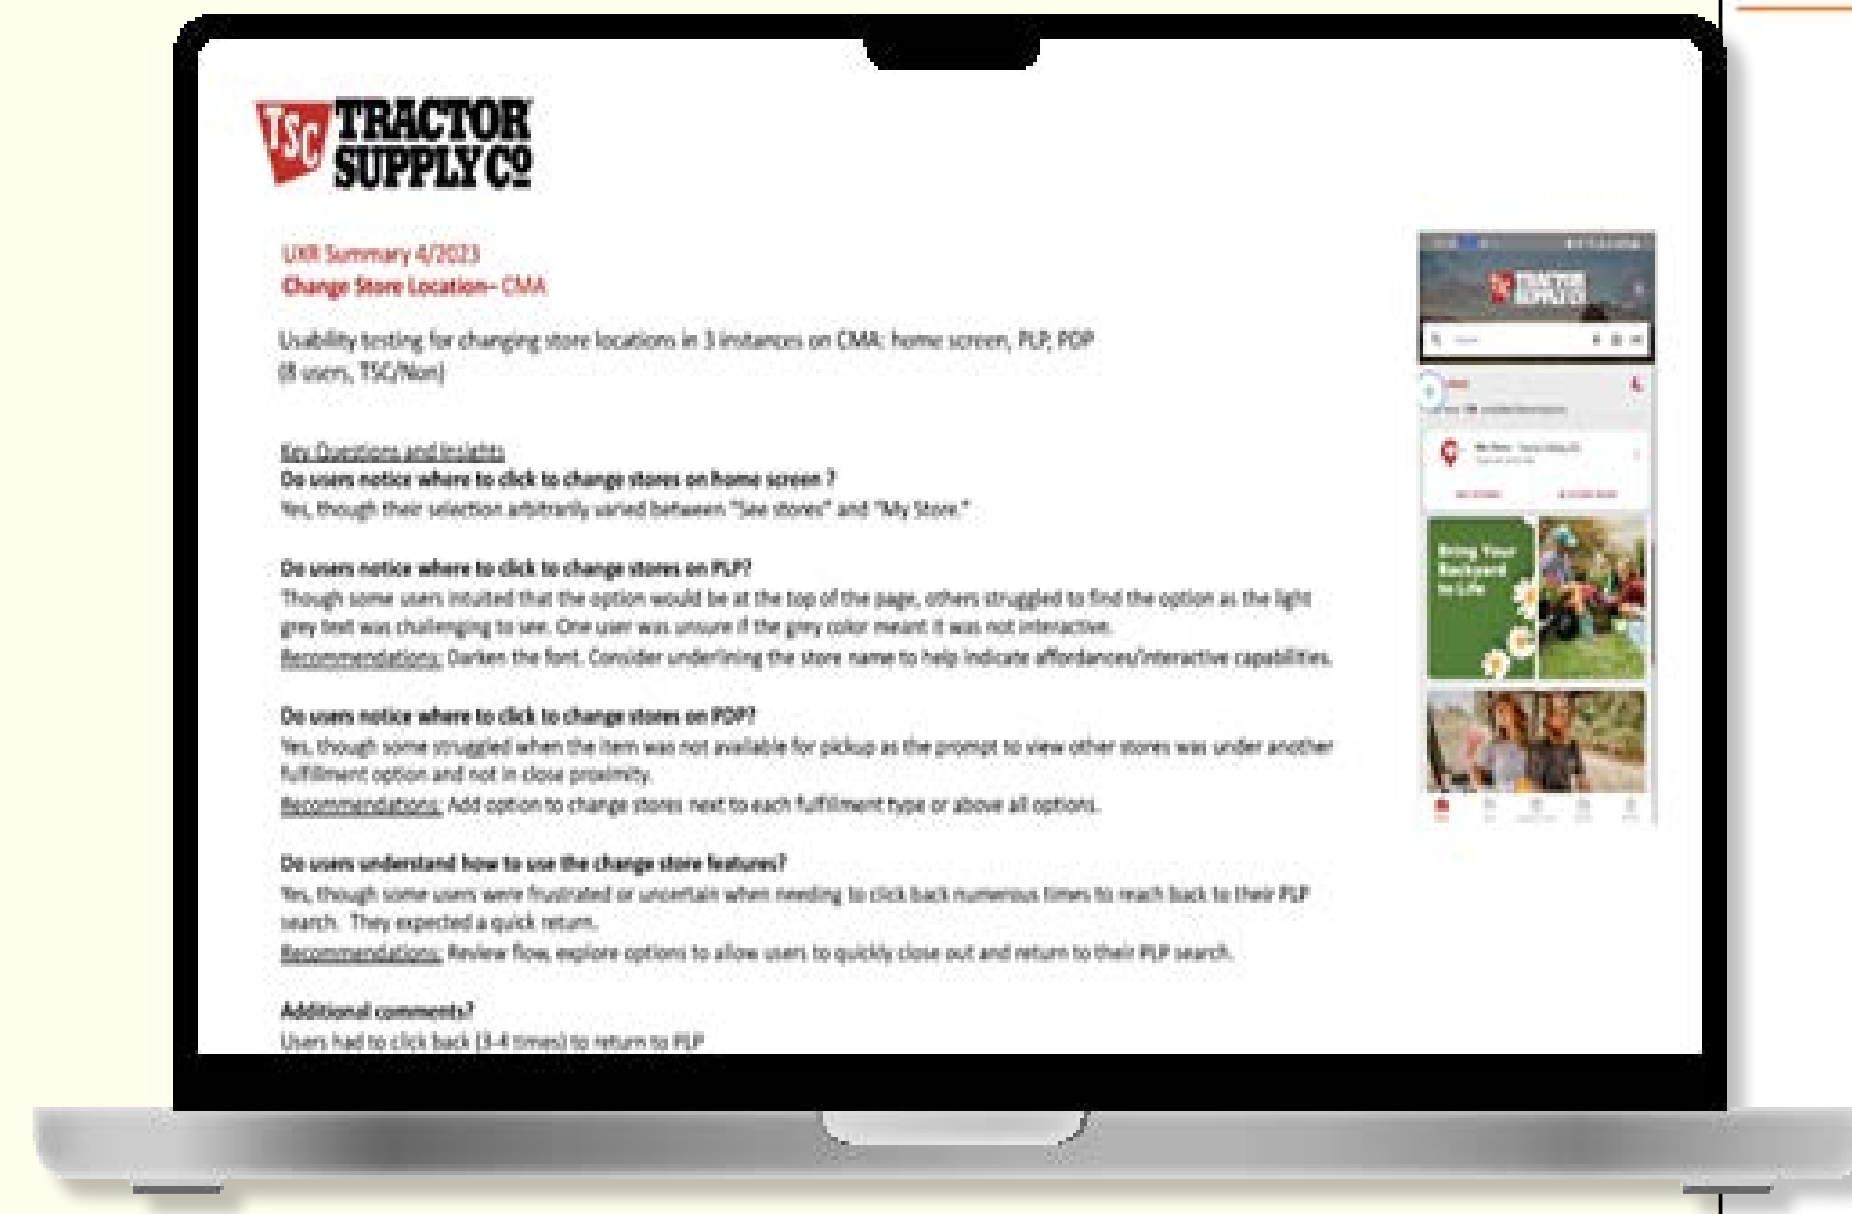 TSC TRACTOR
SUPPLY CO
UXR Summary 4/2023
Change Store Location– CMA
Usability testing for changing store locations in 3 instances on CMA: home screen, PLP, PDP
(8 users, TSC/Non)
Key Questions and Insights
Do users notice where to click to change stores on home screen ?
Yes, though their selection arbitrarily varied between "See stores" and "My Store."
Do users notice where to click to change stores on PLP?
Though some users intuited that the option would be at the top of the page, others struggled to find the option as the light
grey text was challenging to see. One user was unsure if the grey color meant it was not interactive.
Recommendations: Darken the font. Consider underlining the store name to help indicate affordances/interactive capabilities.
Do users notice where to click to change stores on PDP?
Yes, though some struggled when the item was not available for pickup as the prompt to view other stores was under another
fulfillment option and not in close proximity.
Recommendations: Add option to change stores next to each fulfillment type or above all options.
Do users understand how to use the change store features?
Yes, though some users were frustrated or uncertain when needing to click back numerous times to reach back to their PLP
search. They expected a quick return.
Recommendations: Review flow, explore options to allow users to quickly close out and return to their PLP search.
Additional comments?
Users had to click back (3-4 times) to return to PLP
TSC TRACTOR
SUPPLY CO
Bring Your
Backyard
to Life